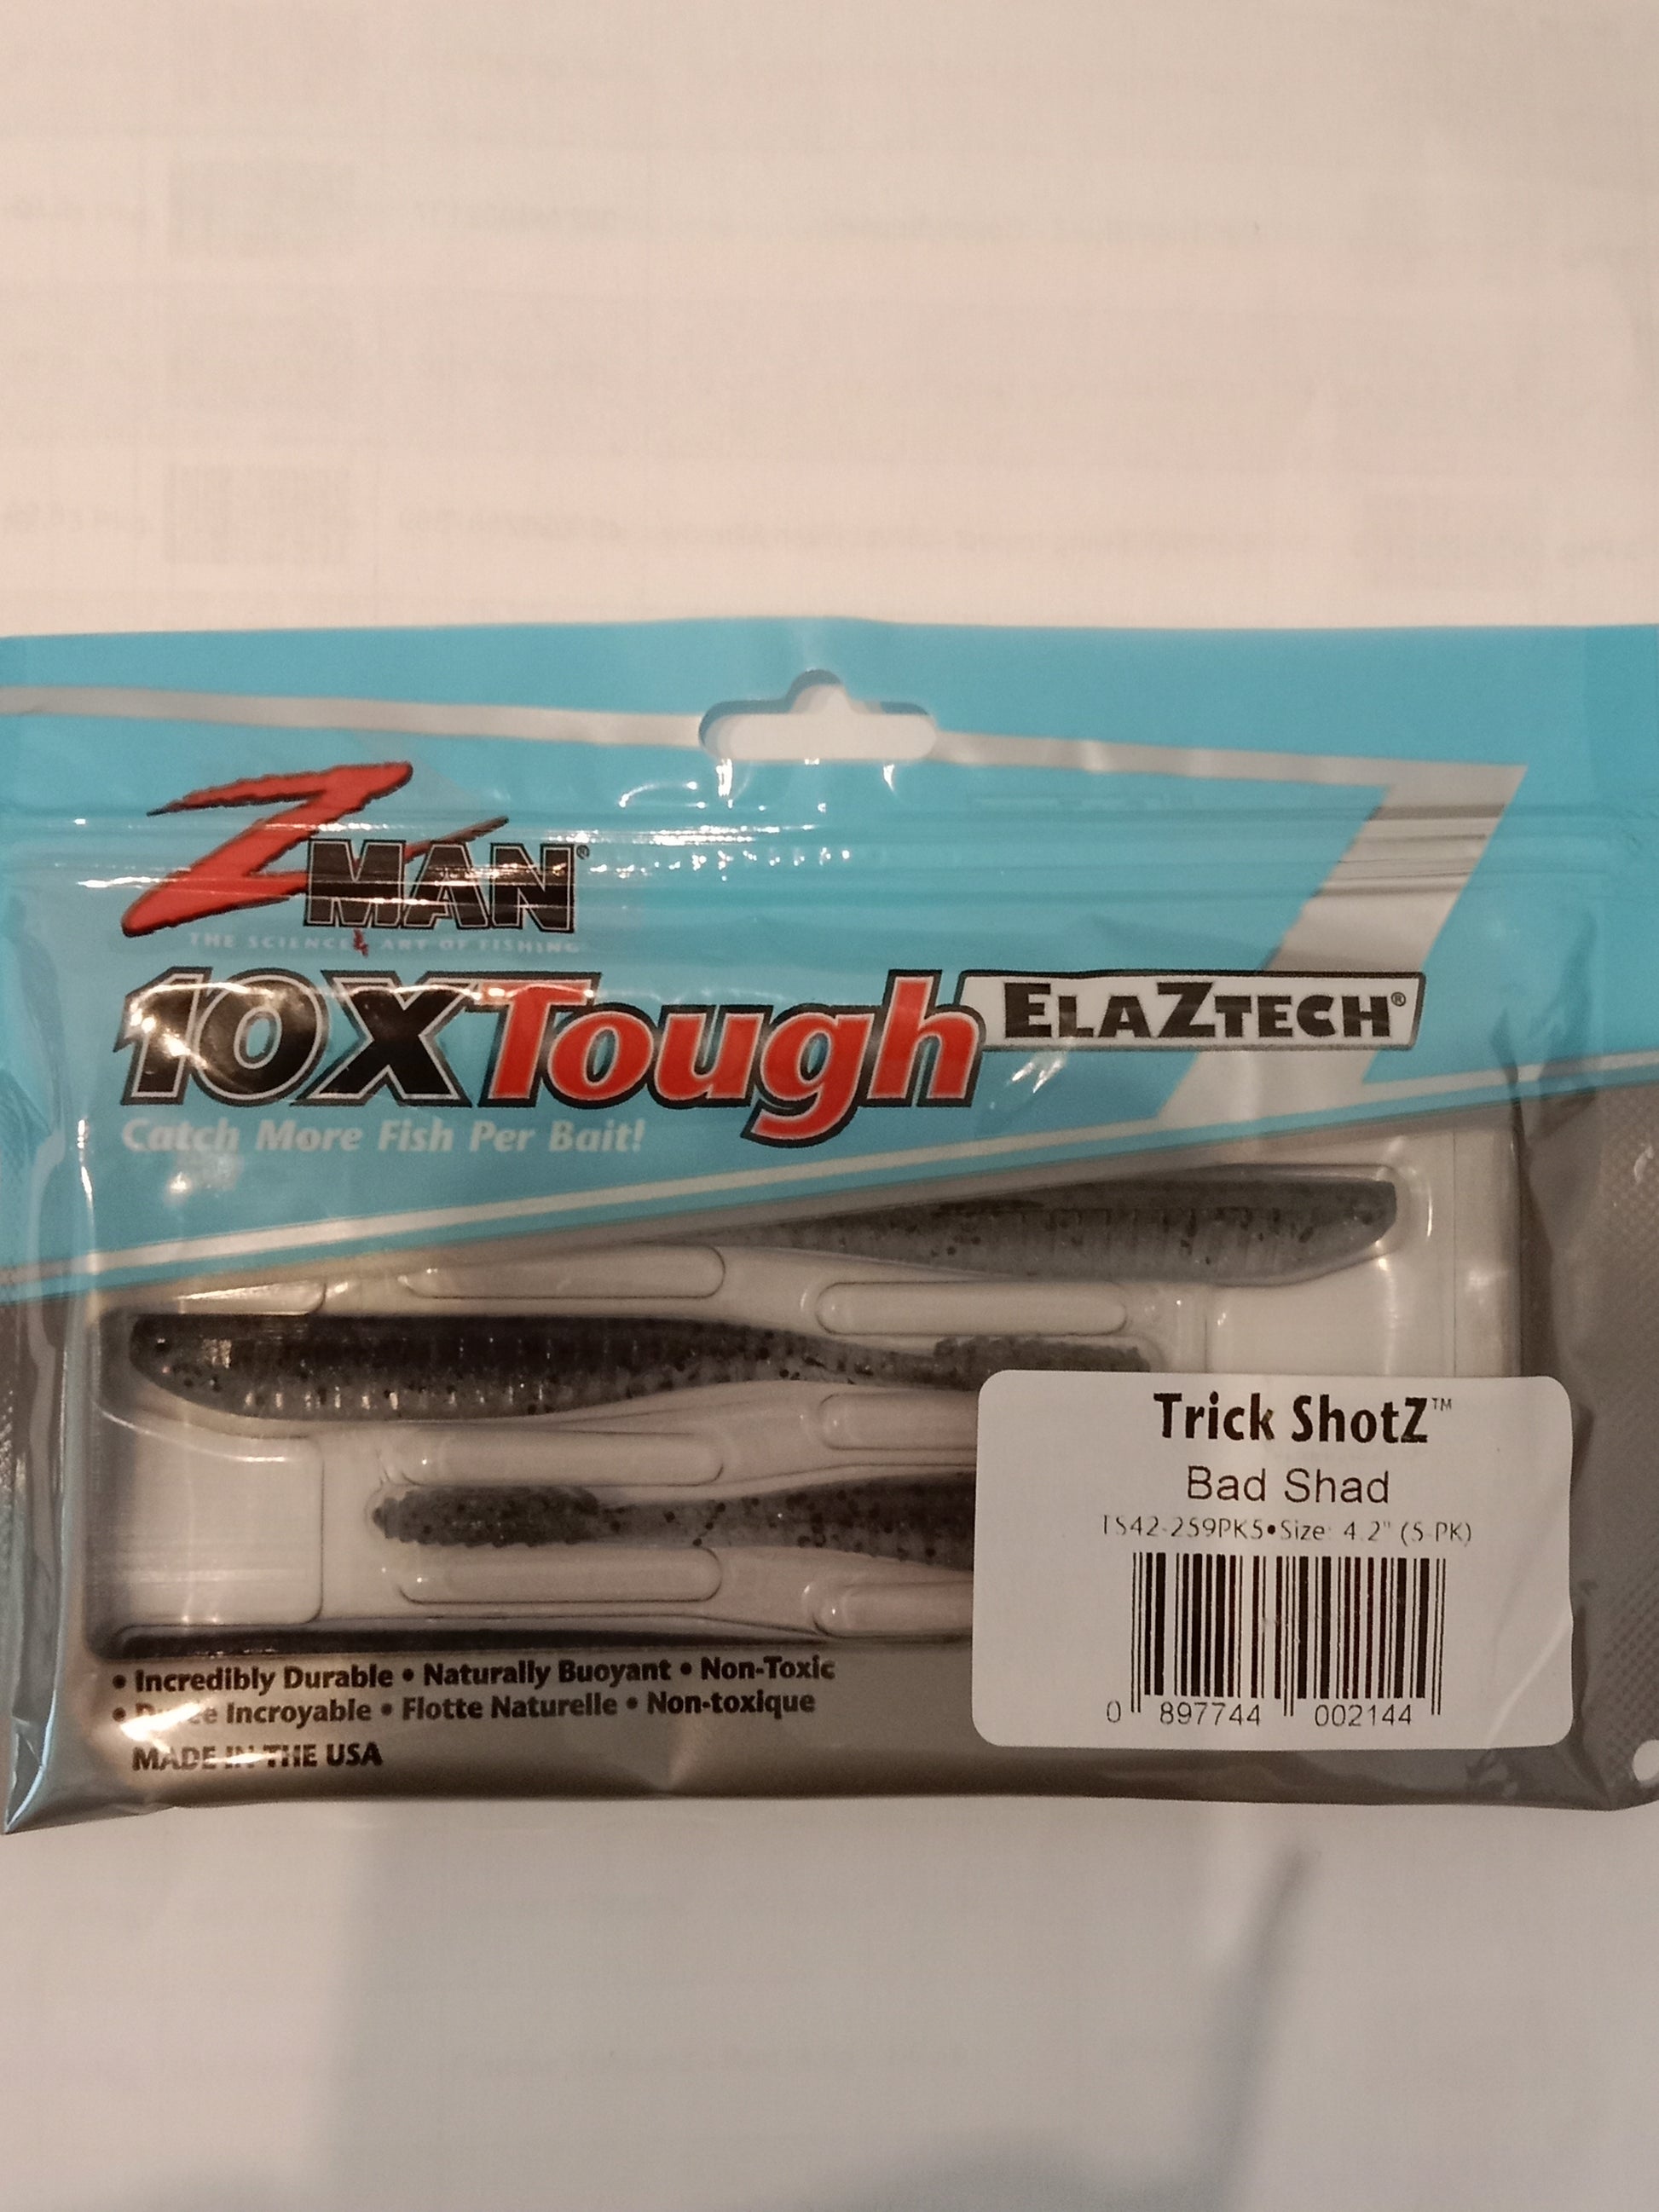 ZMAN®
THE SCIENCE & ART OF FISHING
10X Tough ELAZTECH®
Catch More Fish Per Bait!
Trick ShotZ™
Bad Shad
TS42-259PK5•Size: 4.2" (5-PK)
0 897744 002144
• Incredibly Durable • Naturally Buoyant • Non-Toxic
• Incroyable • Flotte Naturelle • Non-toxique
MADE IN THE USA